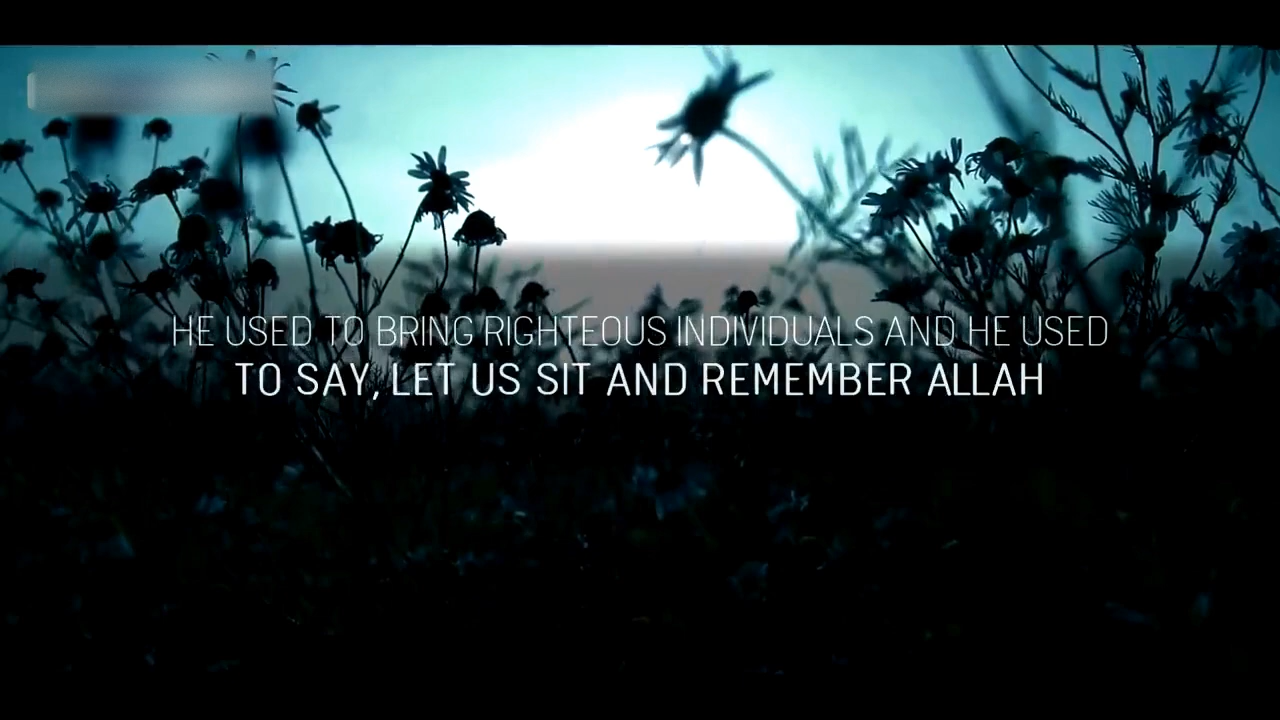 HE USED TO BRING RIGHTEOUS INDIVIDUALS AND HE USED
TO SAY, LET US SIT AND REMEMBER ALLAH